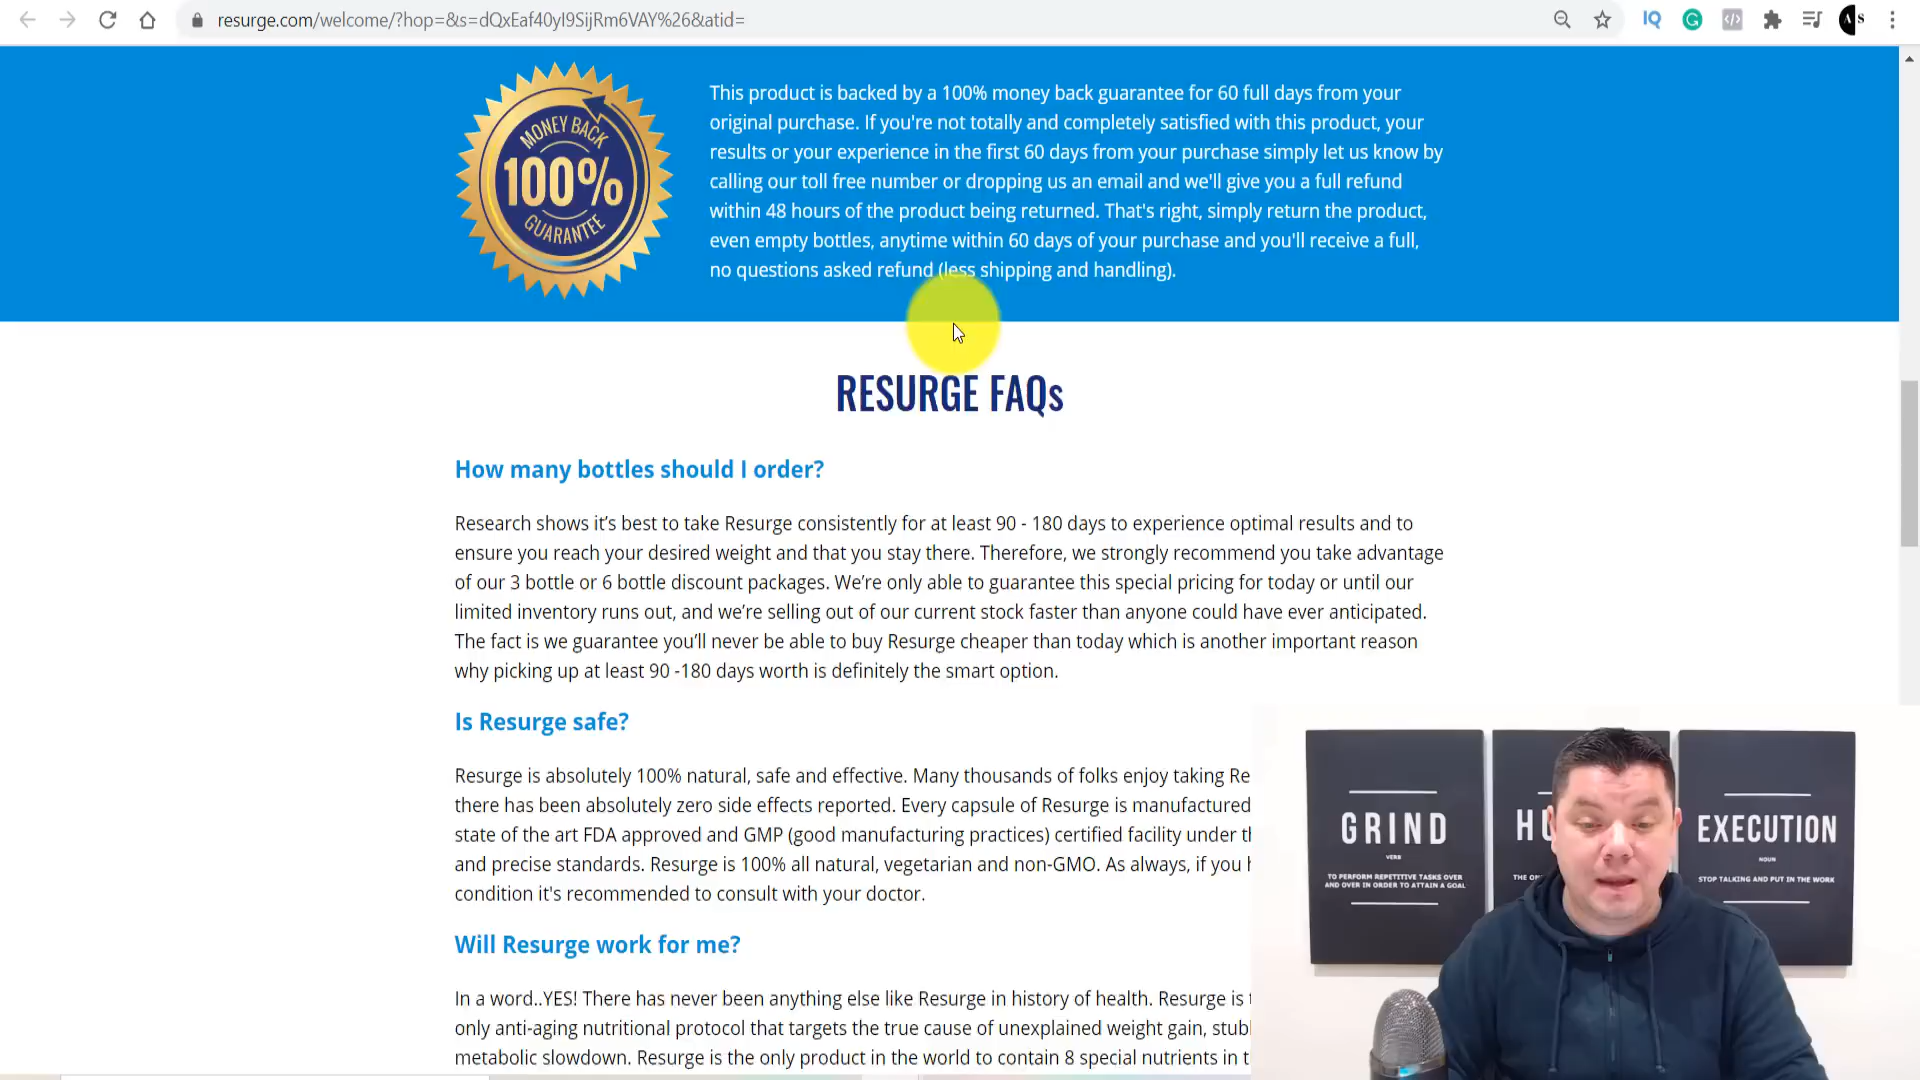 resurge.com/welcome/?hop=&s=dQxEaf40yI9SijRm6VAY%26&atid=
IQ
A S
MONEY BACK
100%
GUARANTEE
This product is backed by a 100% money back guarantee for 60 full days from your
original purchase. If you're not totally and completely satisfied with this product, your
results or your experience in the first 60 days from your purchase simply let us know by
calling our toll free number or dropping us an email and we'll give you a full refund
within 48 hours of the product being returned. That's right, simply return the product,
even empty bottles, anytime within 60 days of your purchase and you'll receive a full,
no questions asked refund (less shipping and handling).
RESURGE FAQs
How many bottles should I order?
Research shows it’s best to take Resurge consistently for at least 90 - 180 days to experience optimal results and to
ensure you reach your desired weight and that you stay there. Therefore, we strongly recommend you take advantage
of our 3 bottle or 6 bottle discount packages. We’re only able to guarantee this special pricing for today or until our
limited inventory runs out, and we’re selling out of our current stock faster than anyone could have ever anticipated.
The fact is we guarantee you’ll never be able to buy Resurge cheaper than today which is another important reason
why picking up at least 90 -180 days worth is definitely the smart option.
Is Resurge safe?
Resurge is absolutely 100% natural, safe and effective. Many thousands of folks enjoy taking Re
there has been absolutely zero side effects reported. Every capsule of Resurge is manufactured
state of the art FDA approved and GMP (good manufacturing practices) certified facility under
and precise standards. Resurge is 100% all natural, vegetarian and non-GMO. As always, if you
condition it's recommended to consult with your doctor.
Will Resurge work for me?
In a word..YES! There has never been anything else like Resurge in history of health. Resurge is
only anti-aging nutritional protocol that targets the true cause of unexplained weight gain, stub
metabolic slowdown. Resurge is the only product in the world to contain 8 special nutrients in
GRIND
VERB
TO PERFORM REPETITIVE TASKS OVER
AND OVER IN ORDER TO ATTAIN A GOAL
H
THE
EXECUTION
NOUN
STOP TALKING AND PUT IN THE WORK